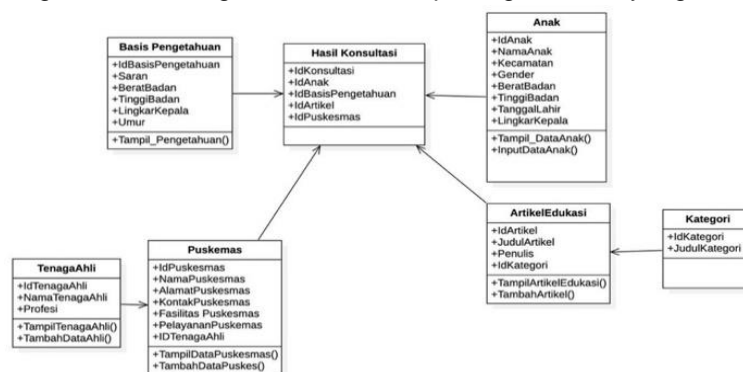 Basis Pengetahuan
+IdBasisPengetahuan
+Saran
+BeratBadan
+TinggiBadan
+LingkarKepala
+Umur
+Tampil_Pengetahuan()
Hasil Konsultasi
+IdKonsultasi
+IdAnak
+IdBasisPengetahuan
+IdArtikel
+IdPuskesmas
Anak
+IdAnak
+NamaAnak
+Kecamatan
+Gender
+BeratBadan
+TinggiBadan
+TanggalLahir
+LingkarKepala
+Tampil_DataAnak()
+InputDataAnak()
TenagaAhli
+IdTenagaAhli
+NamaTenagaAhli
+Profesi
+TampilTenagaAhli()
+TambahDataAhli()
Puskemas
+IdPuskesmas
+NamaPuskesmas
+AlamatPuskesmas
+KontakPuskesmas
+Fasilitas Puskesmas
+PelayananPuskemas
+IDTenagaAhli
+TampilDataPuskesmas()
+TambahDataPuskes()
ArtikelEdukasi
+IdArtikel
+JudulArtikel
+Penulis
+IdKategori
+TampilArtikelEdukasi()
+TambahArtikel()
Kategori
+IdKategori
+JudulKategori